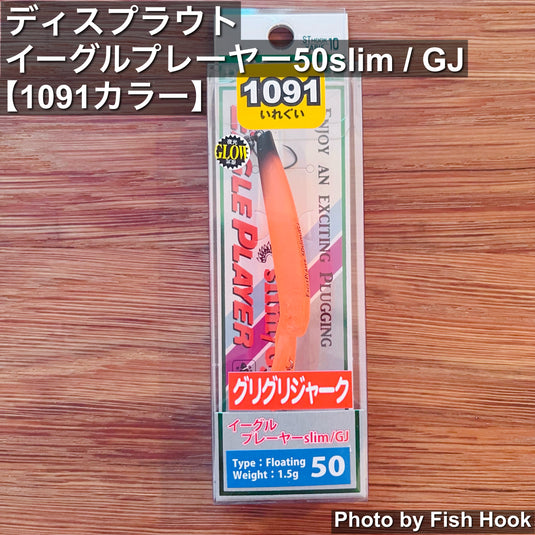 ディスプラウト
イーグルプレーヤー50slim / GJ
【1091カラー】
10
1091
いれぐい
GLOW
ENJOY AN EXCITING PLUGGING
GLE PLAYER
slim/G
グリグリジャーク
イーグル
プレーヤーslim/GJ
Type : Floating
Weight : 1.5g
50
Photo by Fish Hook